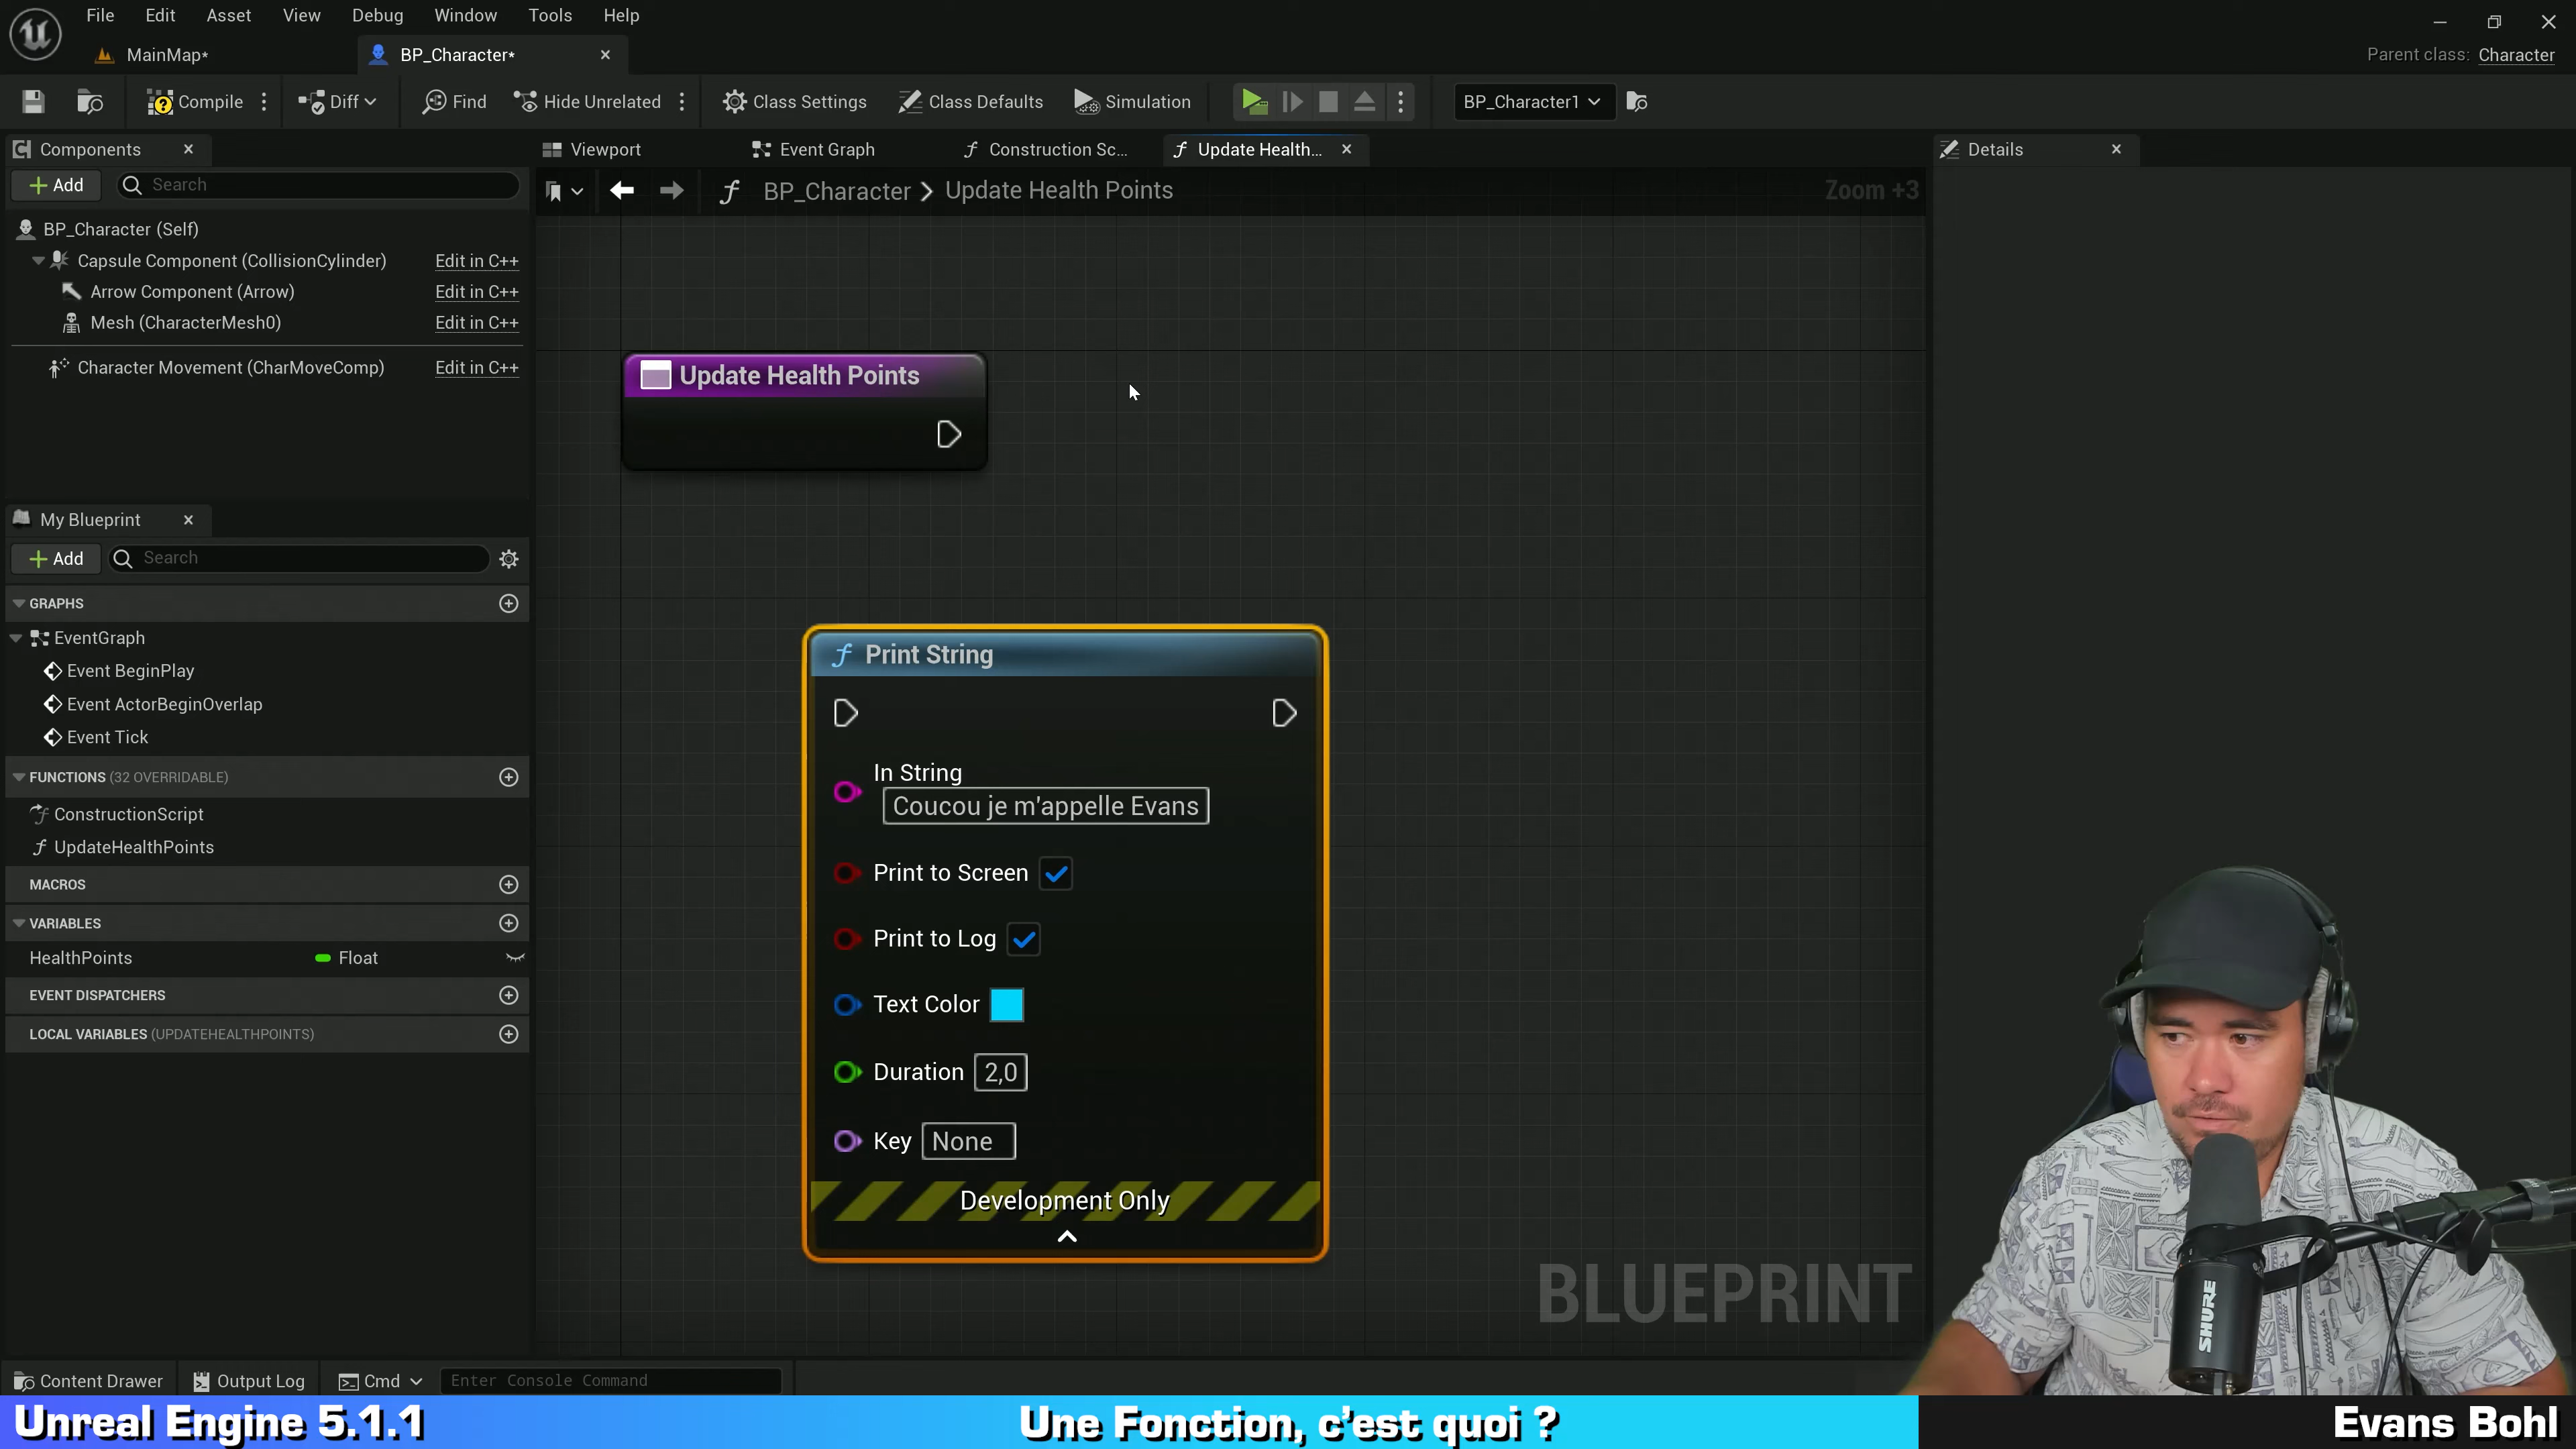 File Edit Asset View Debug Window Tools Help
MainMap* BP_Character*
Parent class: Character
Compile Diff Find Hide Unrelated Class Settings Class Defaults Simulation BP_Character1
Components
Add Search
BP_Character (Self)
Capsule Component (CollisionCylinder) Edit in C++
Arrow Component (Arrow) Edit in C++
Mesh (CharacterMesh0) Edit in C++
Character Movement (CharMoveComp) Edit in C++
My Blueprint
Add Search
GRAPHS
EventGraph
Event BeginPlay
Event ActorBeginOverlap
Event Tick
FUNCTIONS (32 OVERRIDABLE)
ConstructionScript
UpdateHealthPoints
MACROS
VARIABLES
HealthPoints Float
EVENT DISPATCHERS
LOCAL VARIABLES (UPDATEHEALTHPOINTS)
Viewport Event Graph Construction Sc... Update Health...
BP_Character > Update Health Points
Zoom +3
Update Health Points
Print String
In String
Coucou je m'appelle Evans
Print to Screen
Print to Log
Text Color
Duration 2,0
Key None
Development Only
BLUEPRINT
Details
SHURE
Content Drawer Output Log Cmd Enter Console Command
Unreal Engine 5.1.1
Une Fonction, c'est quoi ?
Evans Bohl